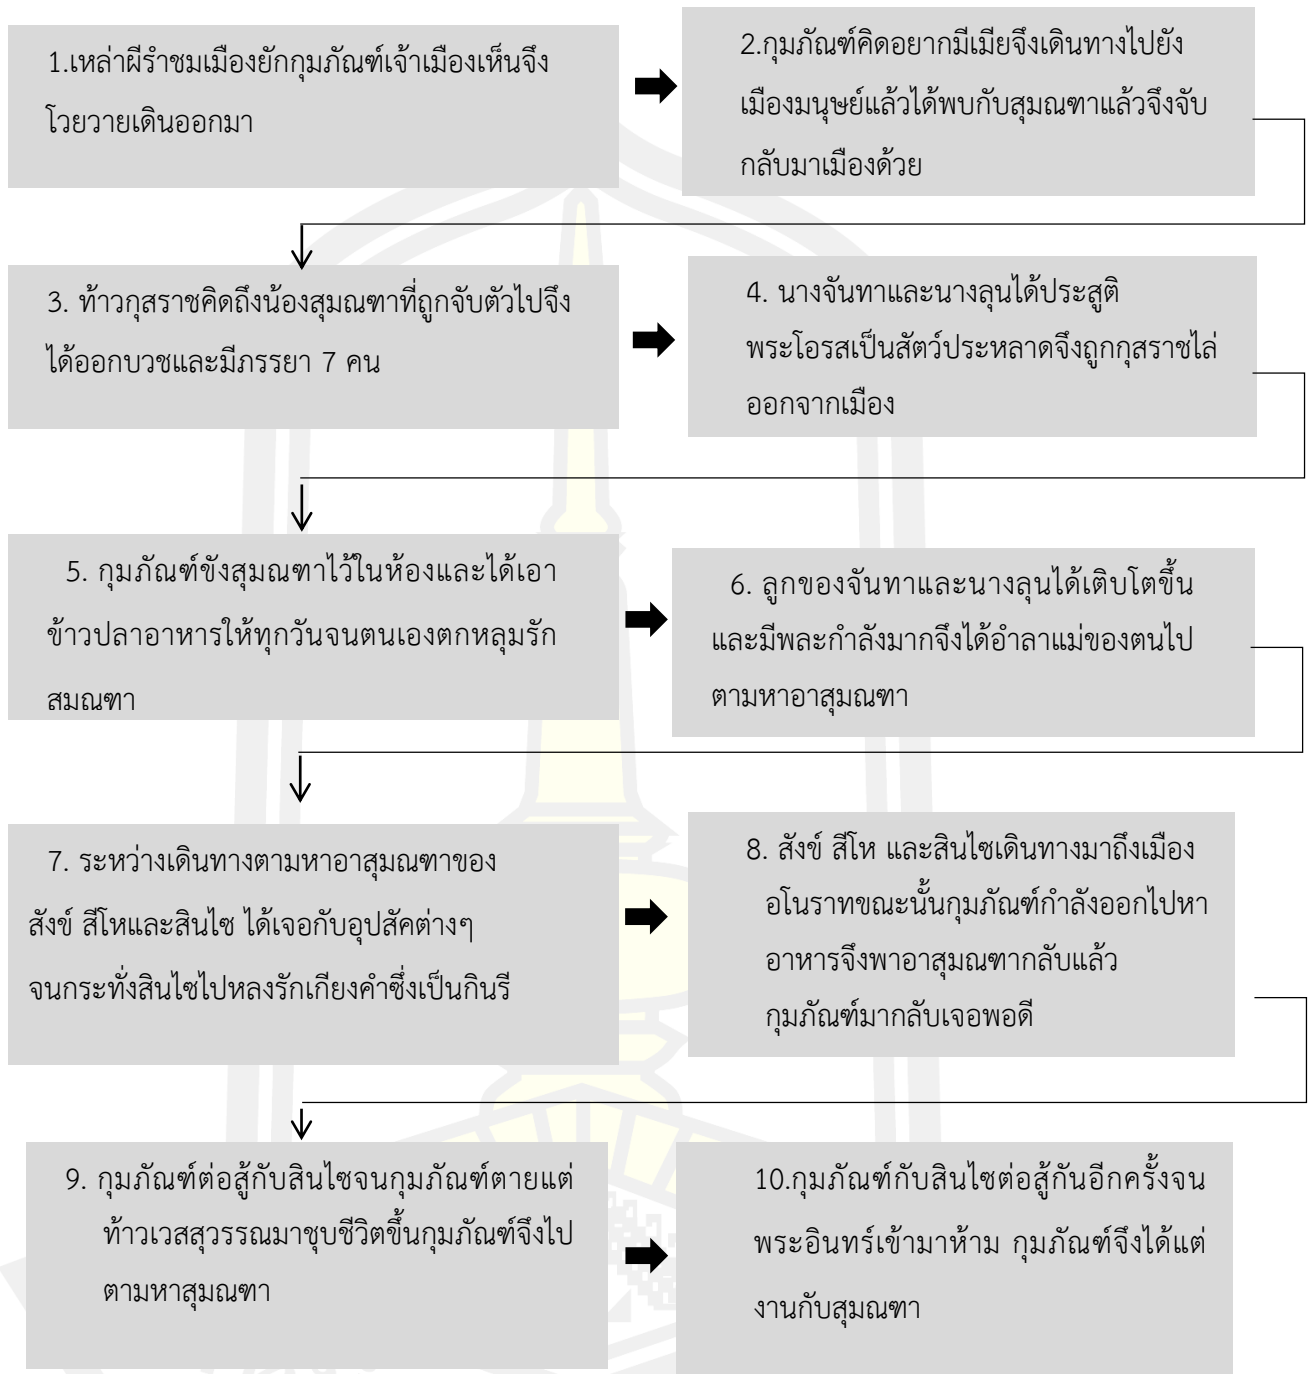 1.เหล่าผีรำชมเมืองยักกุมภัณฑ์เจ้าเมืองเห็นจึง
โวยวายเดินออกมา
2.กุมภัณฑ์คิดอยากมีเมียจึงเดินทางไปยัง
เมืองมนุษย์แล้วได้พบกับสุมณฑาแล้วจึงจับ
กลับมาเมืองด้วย
3. ท้าวกุสราชคิดถึงน้องสุมณฑาที่ถูกจับตัวไปจึง
ได้ออกบวชและมีภรรยา 7 คน
4. นางจันทาและนางลุนได้ประสูติ
พระโอรสเป็นสัตว์ประหลาดจึงถูกกุสราชไล่
ออกจากเมือง
5. กุมภัณฑ์ขังสุมณฑาไว้ในห้องและได้เอา
ข้าวปลาอาหารให้ทุกวันจนตนเองตกหลุมรัก
สมณฑา
6. ลูกของจันทาและนางลุนได้เติบโตขึ้น
และมีพละกำลังมากจึงได้อำลาแม่ของตนไป
ตามหาอาสุมณฑา
7. ระหว่างเดินทางตามหาอาสุมณฑาของ
สังข์ สีโหและสินไซ ได้เจอกับอุปสัคต่างๆ
จนกระทั่งสินไซไปหลงรักเกียงคำซึ่งเป็นกินรี
8. สังข์ สีโห และสินไซเดินทางมาถึงเมือง
อโนราทขณะนั้นกุมภัณฑ์กำลังออกไปหา
อาหารจึงพาอาสุมณฑากลับแล้ว
กุมภัณฑ์มากลับเจอพอดี
9. กุมภัณฑ์ต่อสู้กับสินไซจนกุมภัณฑ์ตายแต่
ท้าวเวสสุวรรณมาชุบชีวิตขึ้นกุมภัณฑ์จึงไป
ตามหาสุมณฑา
10.กุมภัณฑ์กับสินไซต่อสู้กันอีกครั้งจน
พระอินทร์เข้ามาห้าม กุมภัณฑ์จึงได้แต่
งานกับสุมณฑา